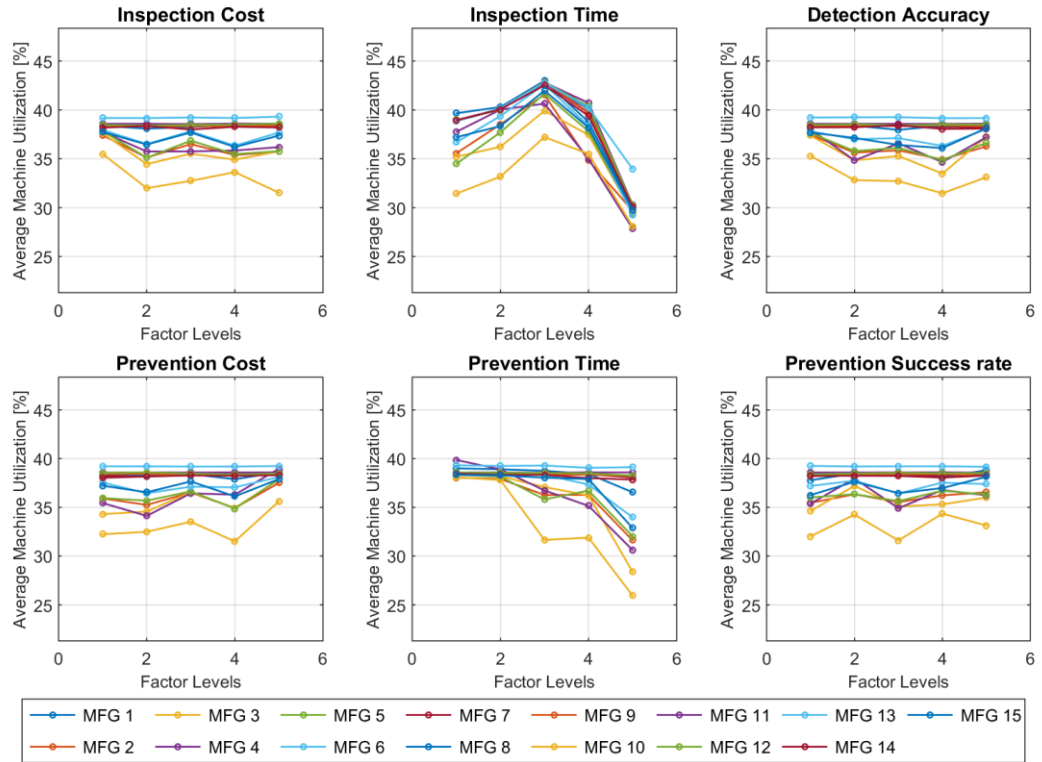 Inspection Cost
Average Machine Utilization [%]
45
40
35
30
25
0 2 4 6
Factor Levels
Inspection Time
Average Machine Utilization [%]
45
40
35
30
25
0 2 4 6
Factor Levels
Detection Accuracy
Average Machine Utilization [%]
45
40
35
30
25
0 2 4 6
Factor Levels
Prevention Cost
Average Machine Utilization [%]
45
40
35
30
25
0 2 4 6
Factor Levels
Prevention Time
Average Machine Utilization [%]
45
40
35
30
25
0 2 4 6
Factor Levels
Prevention Success rate
Average Machine Utilization [%]
45
40
35
30
25
0 2 4 6
Factor Levels
MFG 1 MFG 3 MFG 5 MFG 7 MFG 9 MFG 11 MFG 13 MFG 15
MFG 2 MFG 4 MFG 6 MFG 8 MFG 10 MFG 12 MFG 14